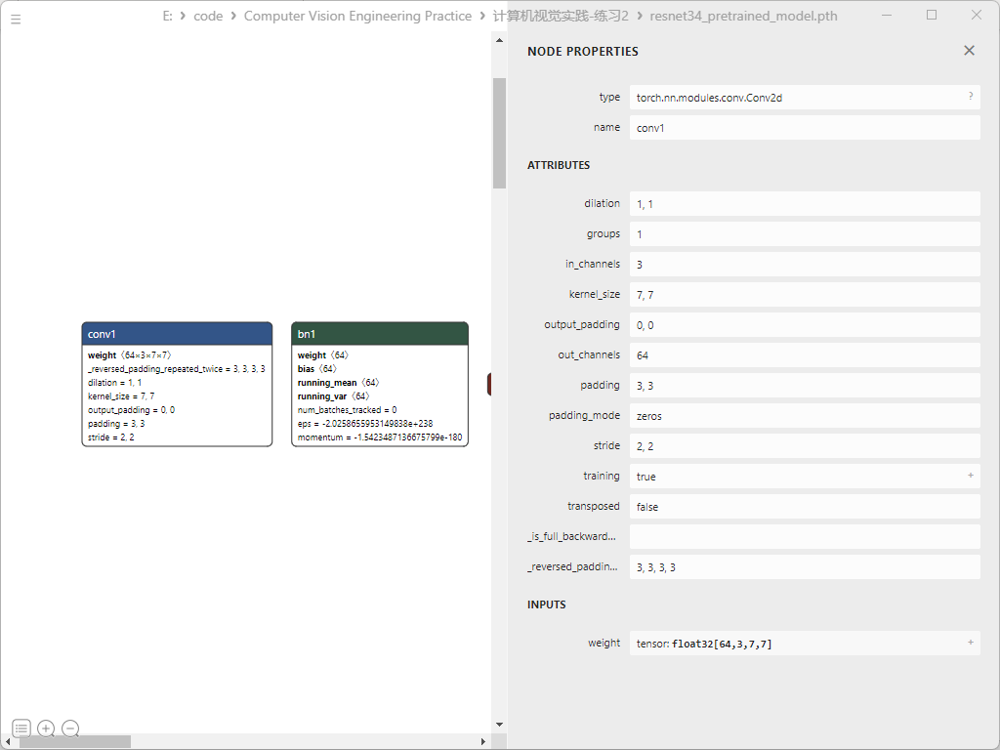 E: › code › Computer Vision Engineering Practice › 计算机视觉实践-练习2 › resnet34_pretrained_model.pth
conv1
weight〈64×3×7×7〉
_reversed_padding_repeated_twice = 3, 3, 3, 3
dilation = 1, 1
kernel_size = 7, 7
output_padding = 0, 0
padding = 3, 3
stride = 2, 2
bn1
weight〈64〉
bias〈64〉
running_mean〈64〉
running_var〈64〉
num_batches_tracked = 0
eps = -2.0258655953149838e+238
momentum = -1.5423487136675799e-180
NODE PROPERTIES
type torch.nn.modules.conv.Conv2d ?
name conv1
ATTRIBUTES
dilation 1, 1
groups 1
in_channels 3
kernel_size 7, 7
output_padding 0, 0
out_channels 64
padding 3, 3
padding_mode zeros
stride 2, 2
training true +
transposed false
_is_full_backward...
_reversed_paddin... 3, 3, 3, 3
INPUTS
weight tensor: float32[64,3,7,7] +